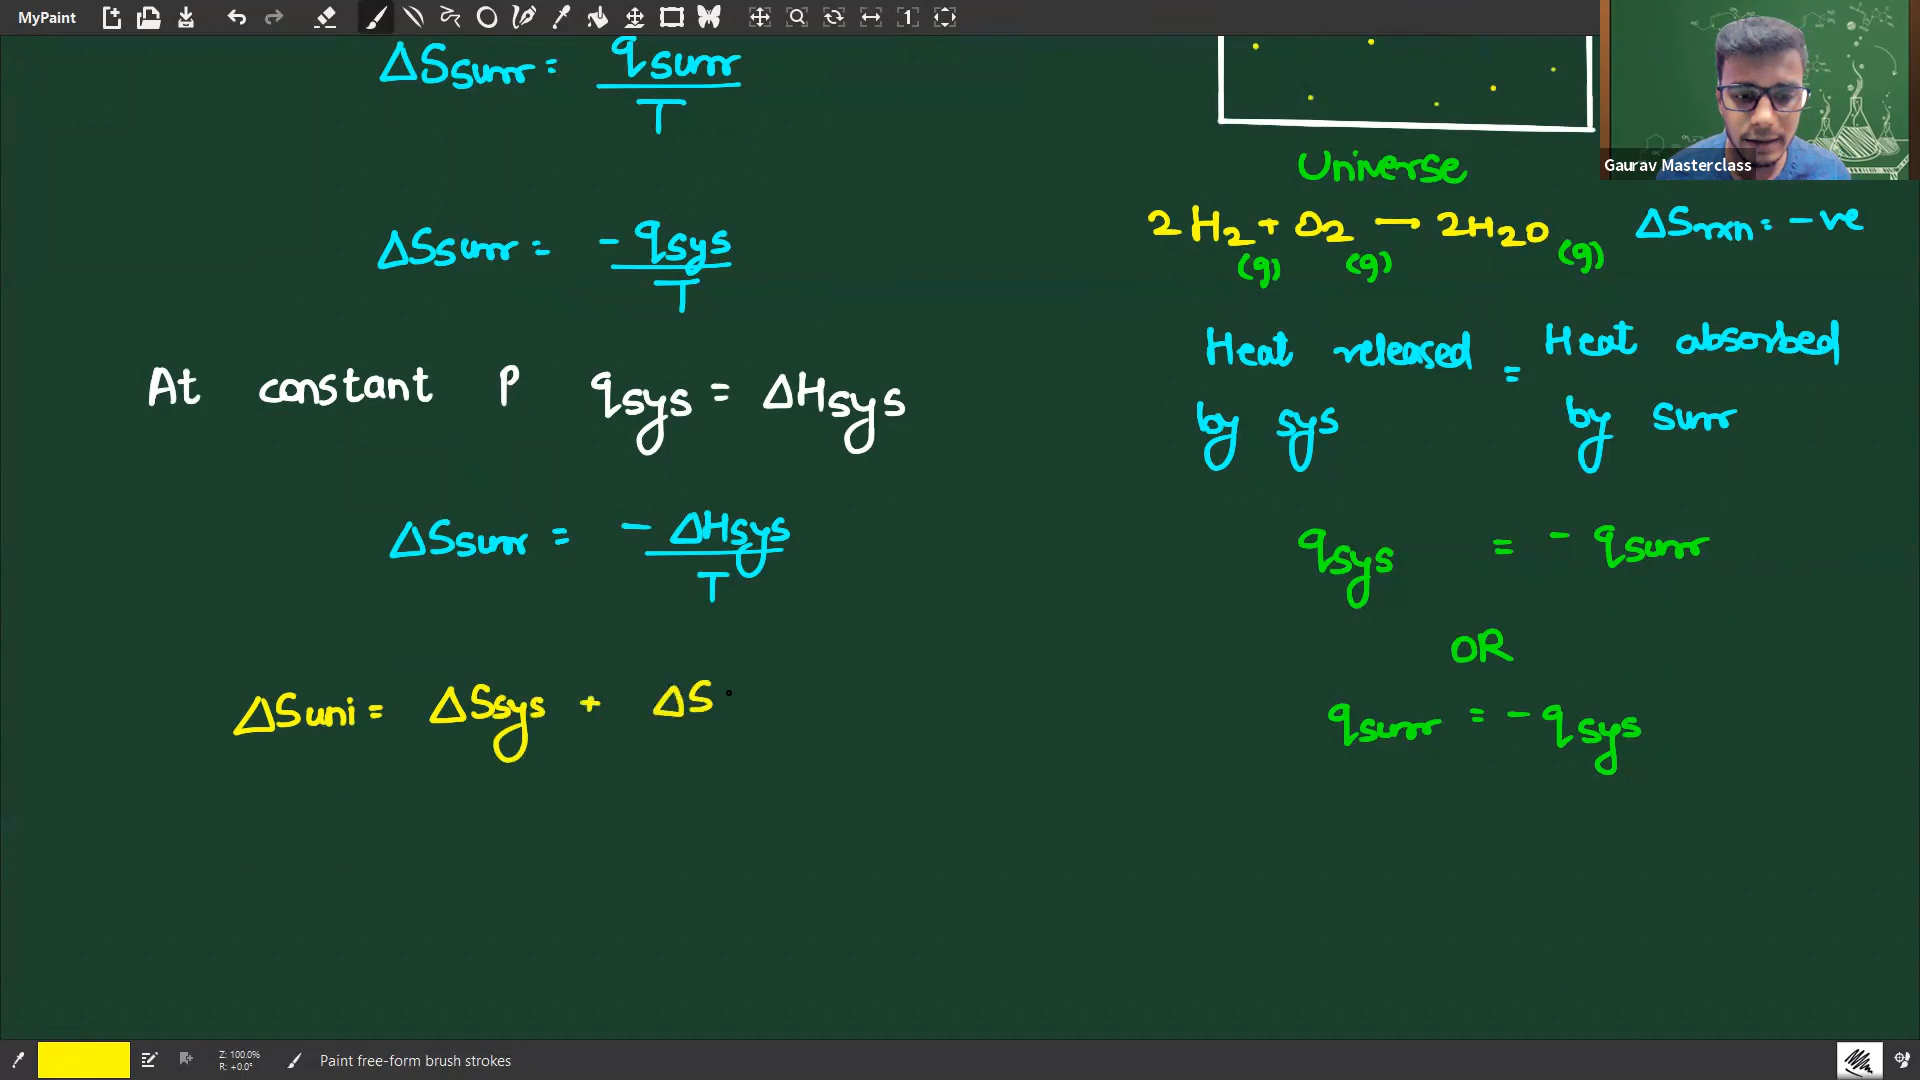 MyPaint
ΔSsurr = qsurr
T
ΔSsurr = - qsys
T
At constant P qsys = ΔHsys
ΔSsurr = - ΔHsys
T
ΔSuni = ΔSsys + ΔS
Gaurav Masterclass
Universe
2H2 + O2 → 2H2O ΔSrxn = -ve
(g) (g) (g)
Heat released = Heat absorbed
by sys by surr
qsys = - qsurr
OR
qsurr = - qsys
Z: 100.0%
R: +0.0°
Paint free-form brush strokes